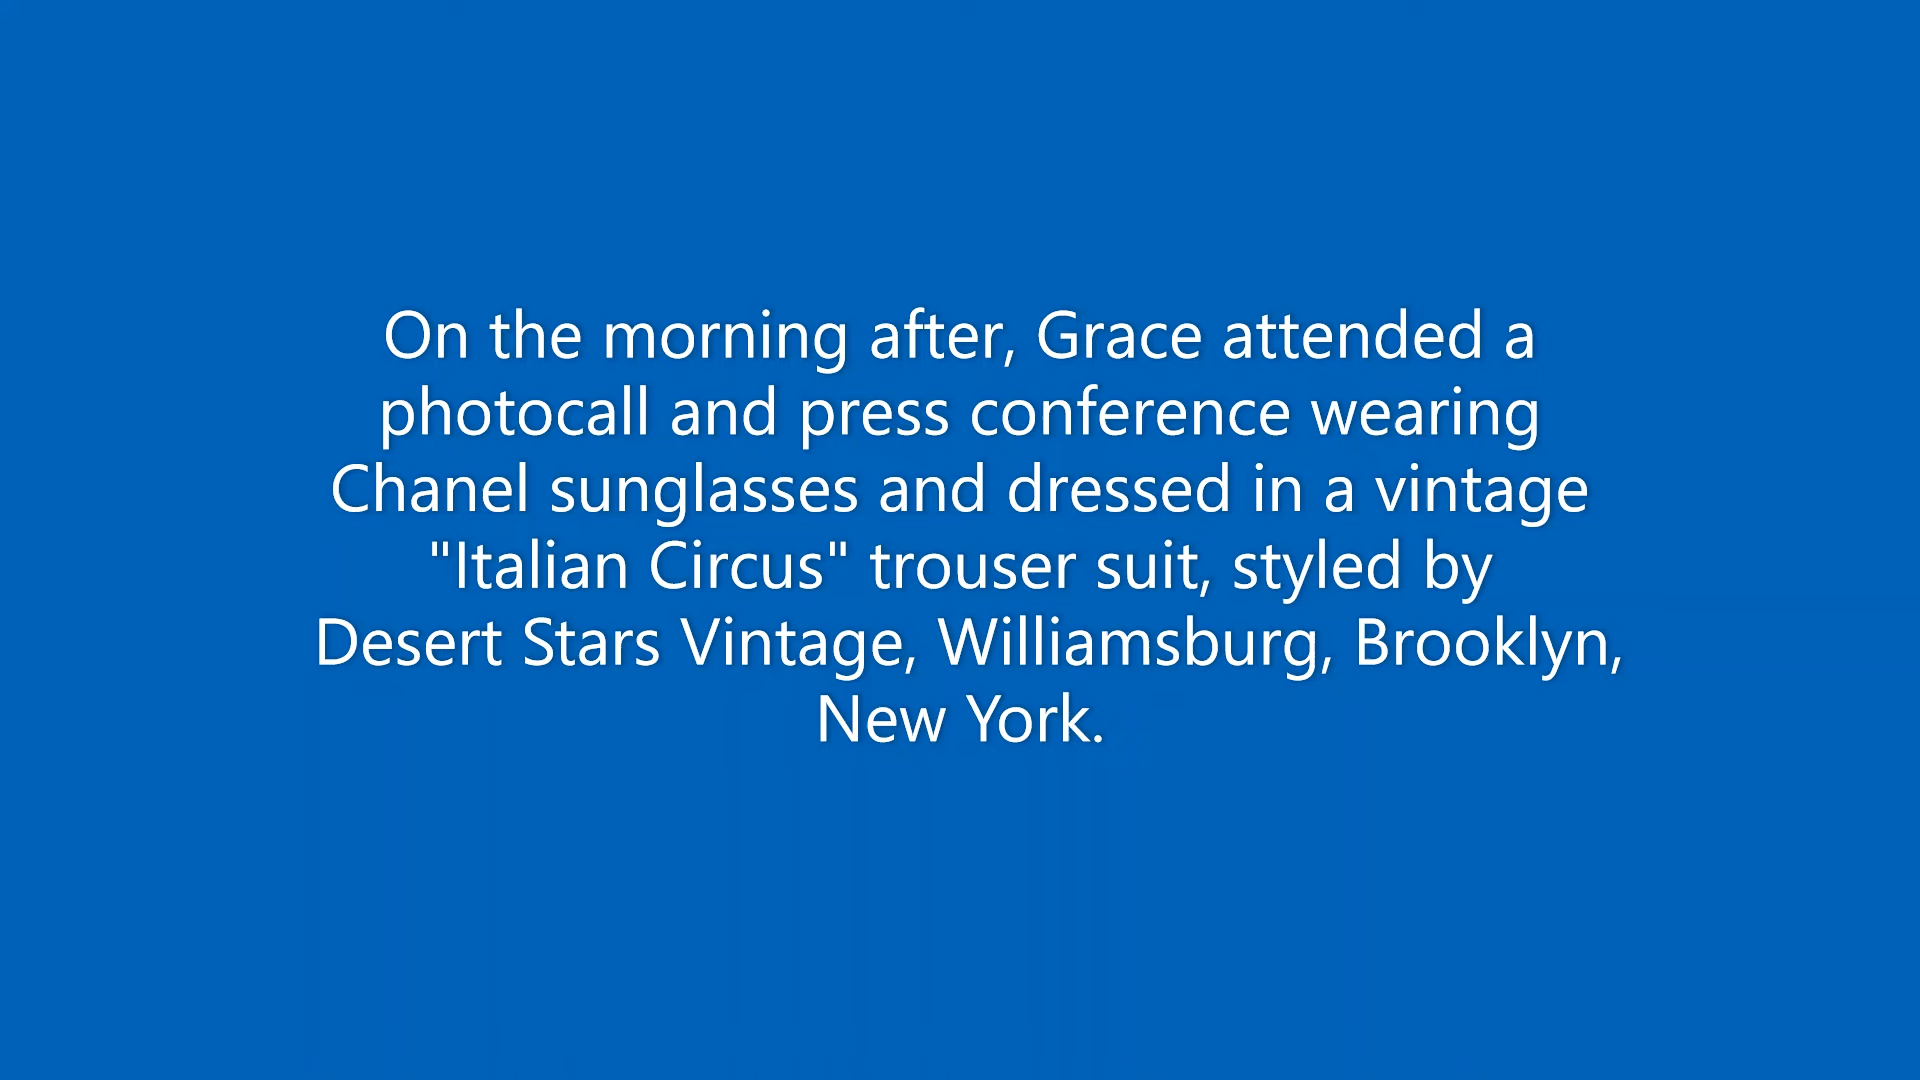 On the morning after, Grace attended a
photocall and press conference wearing
Chanel sunglasses and dressed in a vintage
"Italian Circus" trouser suit, styled by
Desert Stars Vintage, Williamsburg, Brooklyn,
New York.